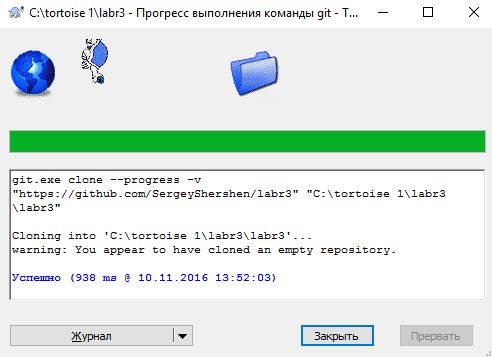 C:\tortoise 1\labr3 - Прогресс выполнения команды git - T...
git.exe clone --progress -v
"https://github.com/SergeyShershen/labr3" "C:\tortoise 1\labr3
\labr3"
Cloning into 'C:\tortoise 1\labr3\labr3'...
warning: You appear to have cloned an empty repository.
Успешно (938 ms @ 10.11.2016 13:52:03)
Журнал
Закрыть
Прервать